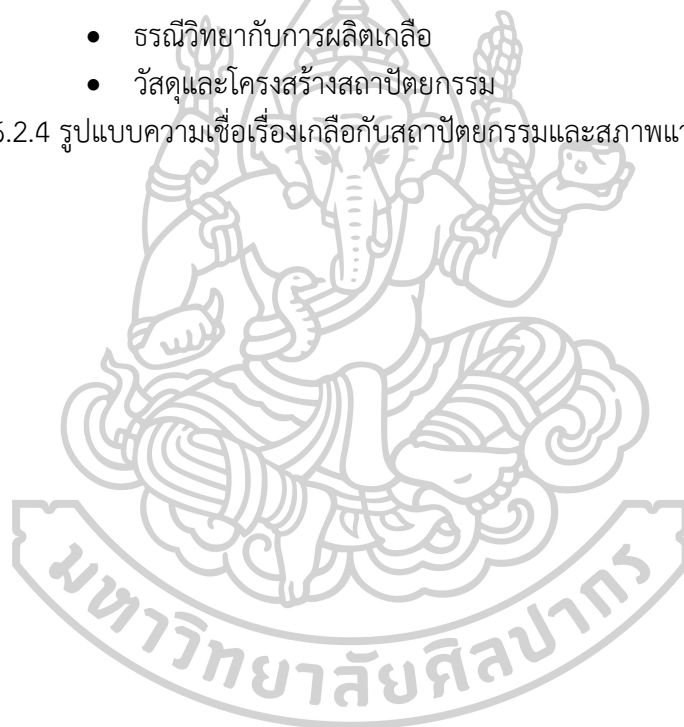 • ธรณีวิทยากับการผลิตเกลือ
• วัสดุและโครงสร้างสถาปัตยกรรม
6.2.4 รูปแบบความเชื่อเรื่องเกลือกับสถาปัตยกรรมและสภาพแ
มหาวิทยาลัยศิลปากร